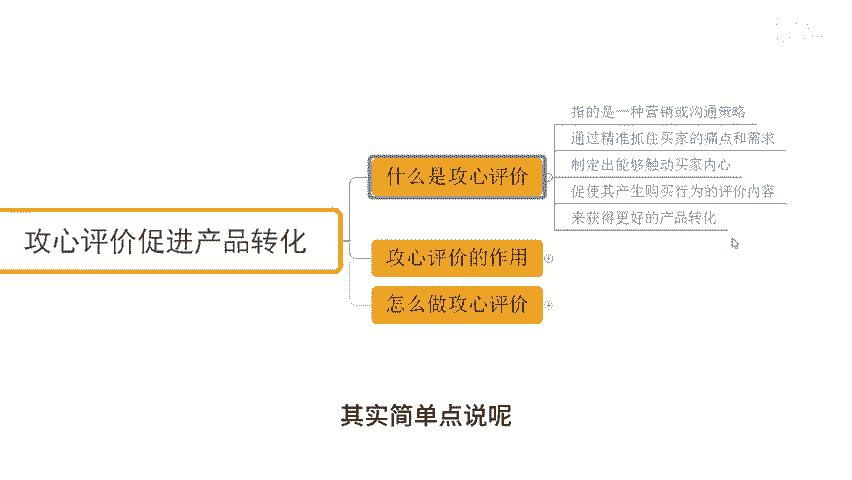 攻心评价促进产品转化
什么是攻心评价
指的是一种营销或沟通策略
通过精准抓住买家的痛点和需求
制定出能够触动买家内心
促使其产生购买行为的评价内容
来获得更好的产品转化
攻心评价的作用
怎么做攻心评价
其实简单点说呢